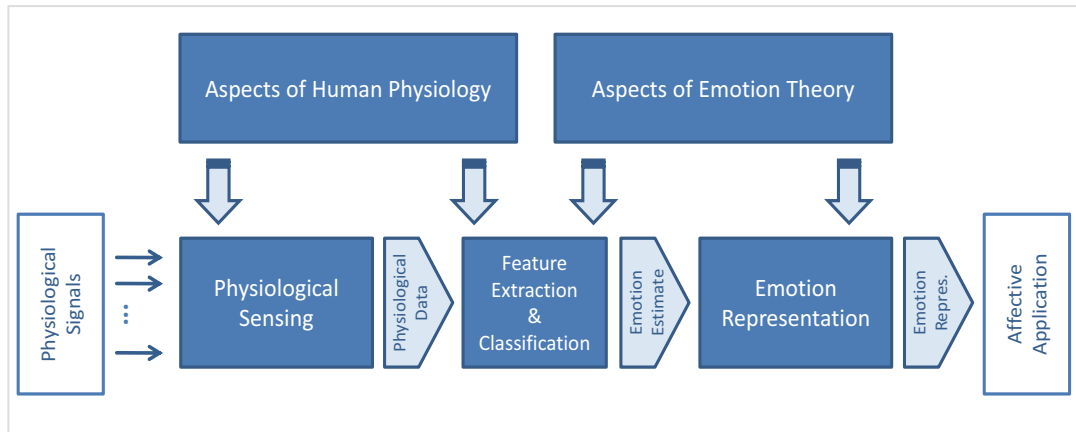 Aspects of Human Physiology
Aspects of Emotion Theory
Physiological
Signals
...
Physiological
Sensing
Physiological
Data
Feature
Extraction
&
Classification
Emotion
Estimate
Emotion
Representation
Emotion
Repres.
Affective
Application